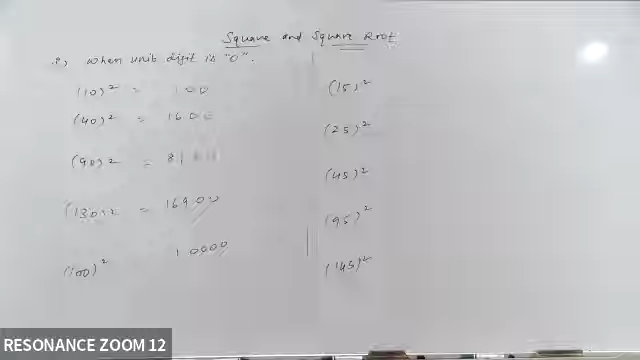 Square and Square Root
i) When unit digit is "0".
(10)² = 100
(40)² = 1600
(90)² = 8100
(130)² = 16900
(100)² 10000
(15)²
(25)²
(45)²
(95)²
(145)²
RESONANCE ZOOM 12